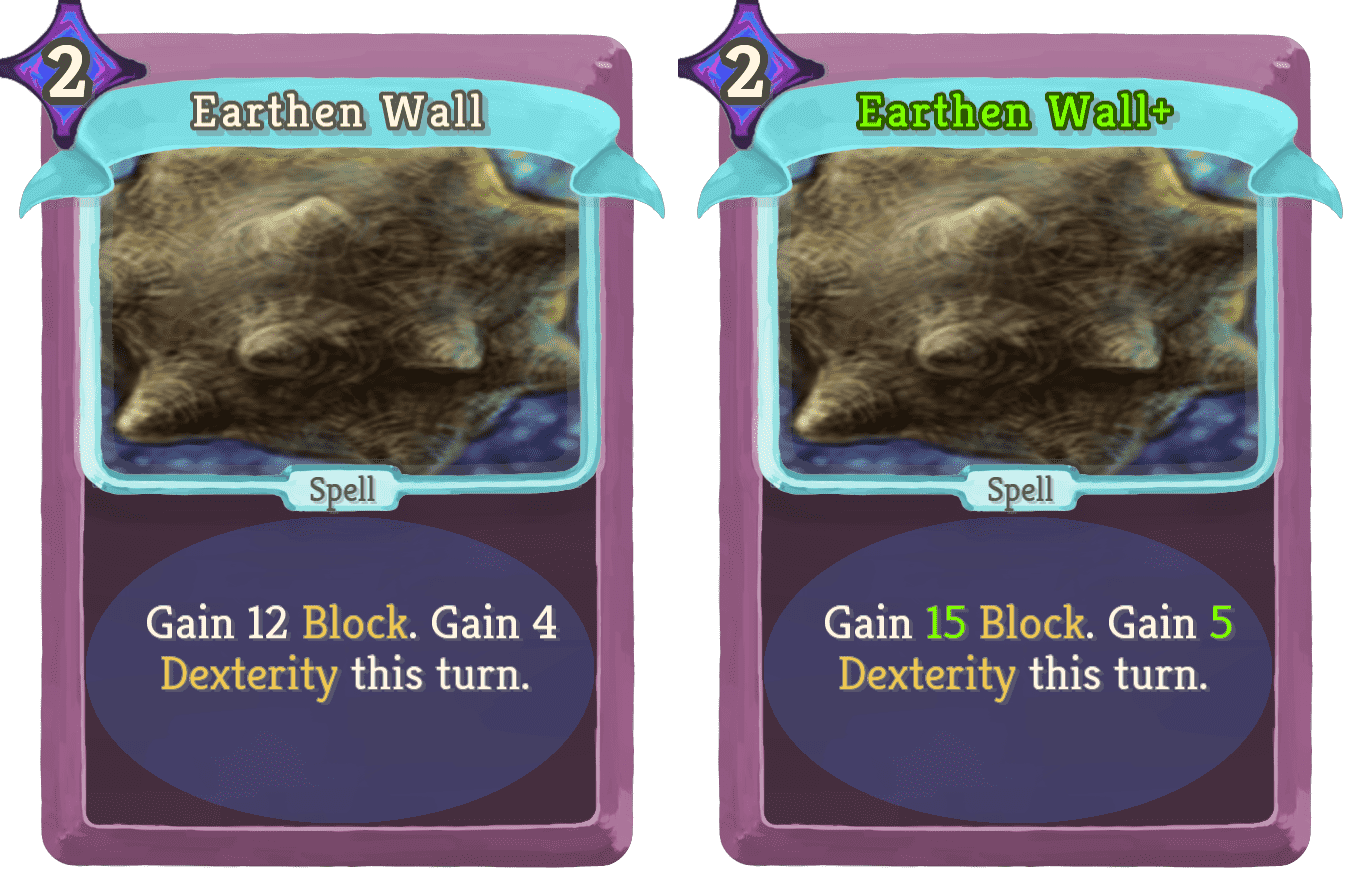 2
Earthen Wall
Spell
Gain 12 Block. Gain 4
Dexterity this turn.
2
Earthen Wall+
Spell
Gain 15 Block. Gain 5
Dexterity this turn.